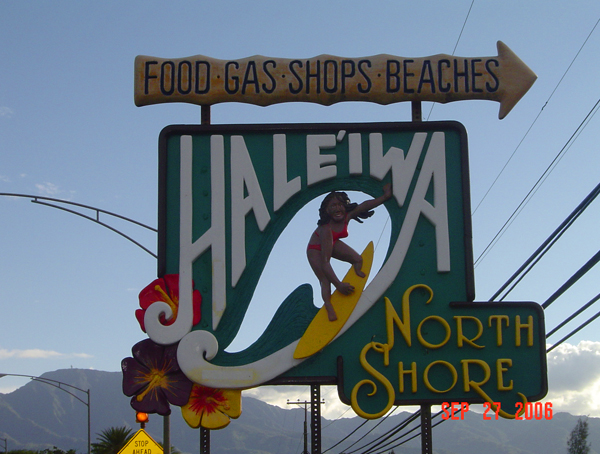 FOOD·GAS·SHOPS·BEACHES
HALE'IWA
NORTH
SHORE
SEP 27 2006
STOP
AHEAD